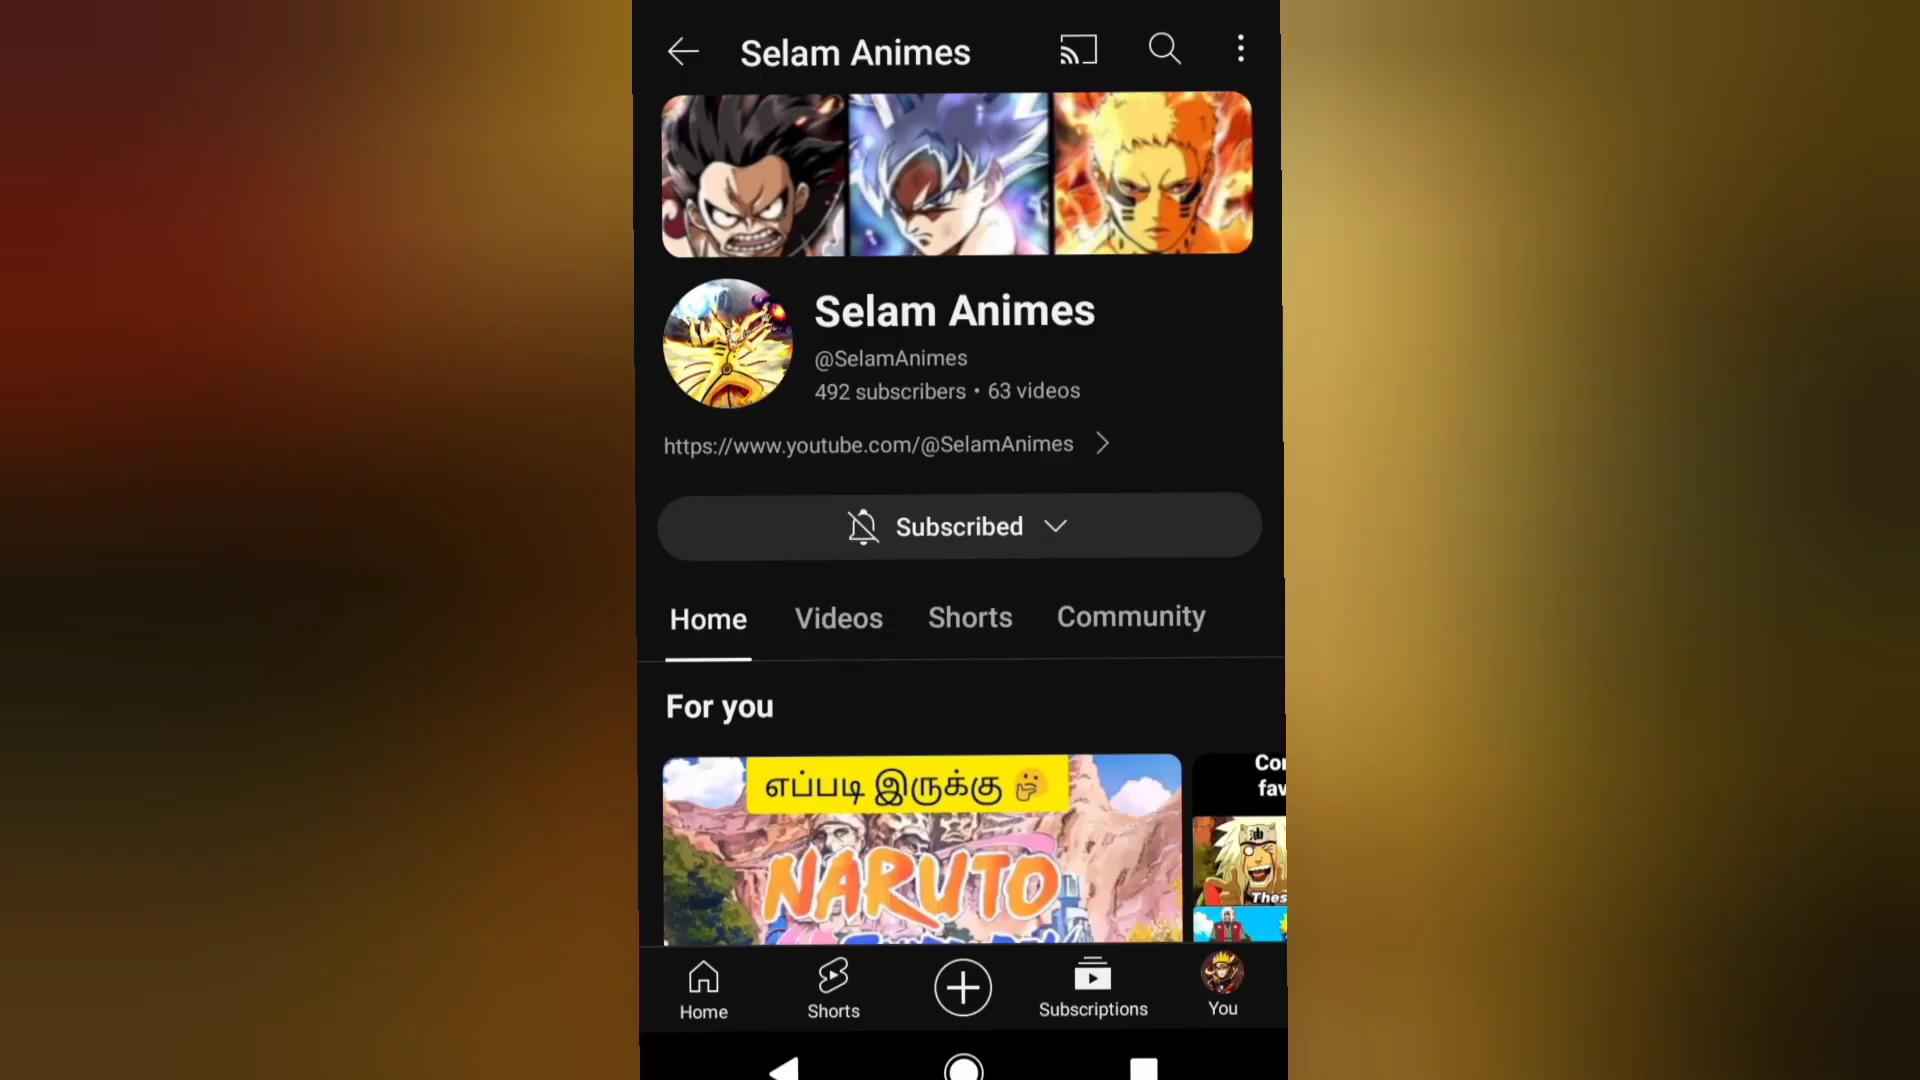 Selam Animes
Selam Animes
@SelamAnimes
492 subscribers • 63 videos
https://www.youtube.com/@SelamAnimes
Subscribed
Home Videos Shorts Community
For you
எப்படி இருக்கு 🤔
NARUTO
油
Home Shorts Subscriptions You